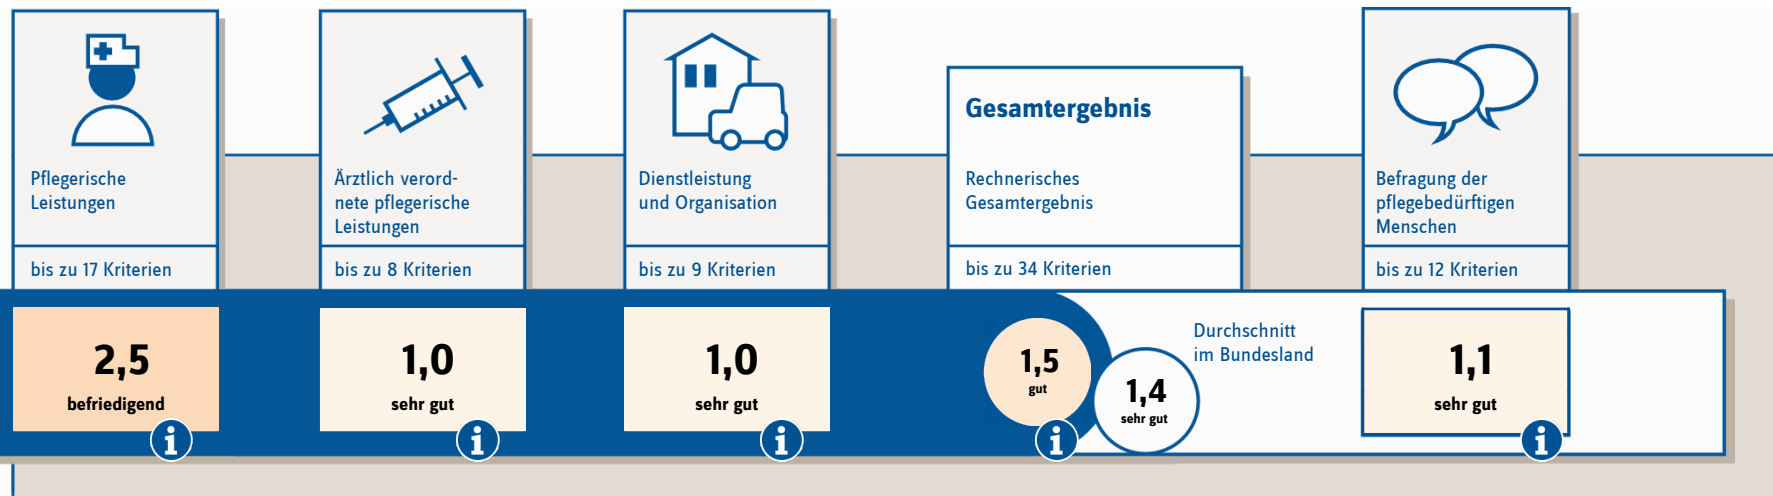 Pflegerische
Leistungen
bis zu 17 Kriterien
2,5
befriedigend
i
Ärztlich verord-
nete pflegerische
Leistungen
bis zu 8 Kriterien
1,0
sehr gut
i
Dienstleistung
und Organisation
bis zu 9 Kriterien
1,0
sehr gut
i
Gesamtergebnis
Rechnerisches
Gesamtergebnis
bis zu 34 Kriterien
1,5
gut
i
Durchschnitt
im Bundesland
1,4
sehr gut
Befragung der
pflegebedürftigen
Menschen
bis zu 12 Kriterien
1,1
sehr gut
i